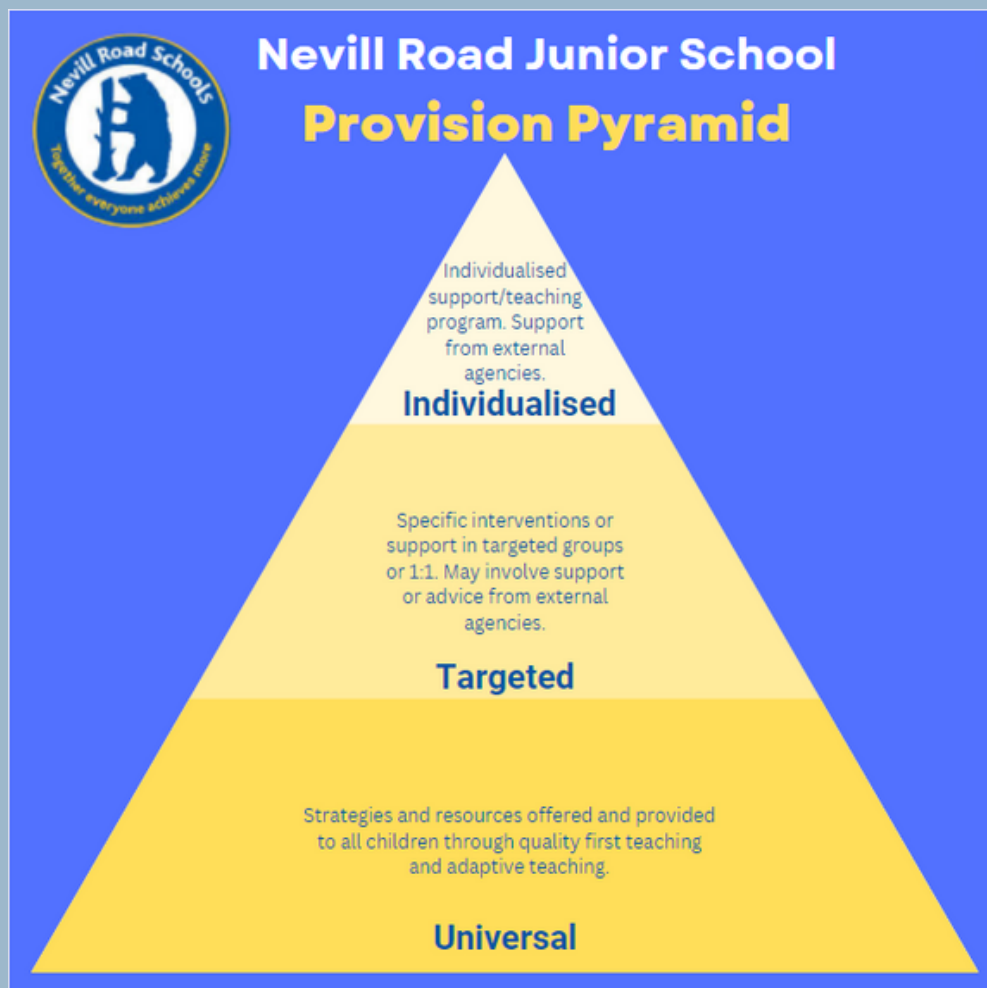 Nevill Road Schools
Together everyone achieves more
Nevill Road Junior School
Provision Pyramid
Individualised
support/teaching
program. Support
from external
agencies.
Individualised
Specific interventions or
support in targeted groups
or 1:1. May involve support
or advice from external
agencies.
Targeted
Strategies and resources offered and provided
to all children through quality first teaching
and adaptive teaching.
Universal